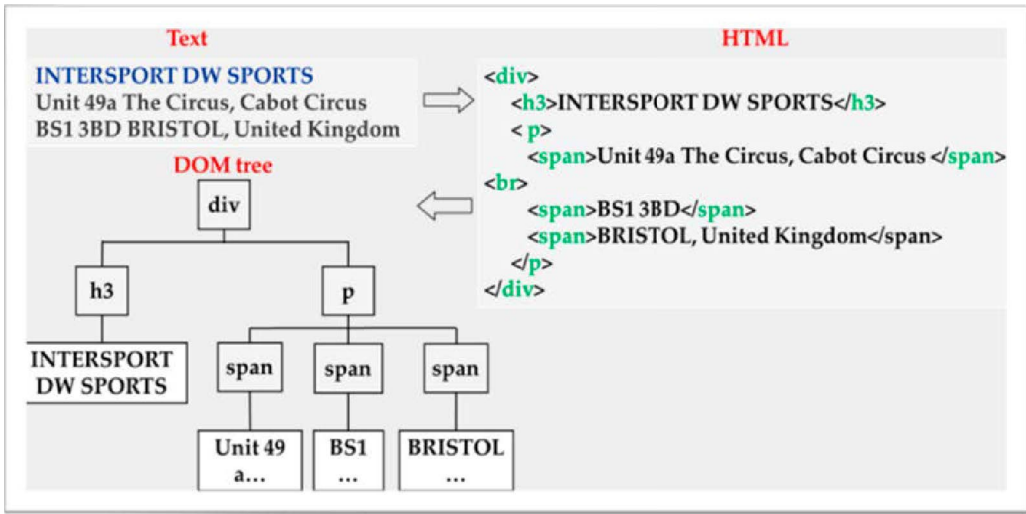 Text
INTERSPORT DW SPORTS
Unit 49a The Circus, Cabot Circus
BS1 3BD BRISTOL, United Kingdom
HTML
<div>
<h3>INTERSPORT DW SPORTS</h3>
< p>
<span>Unit 49a The Circus, Cabot Circus </span>
<br>
<span>BS1 3BD</span>
<span>BRISTOL, United Kingdom</span>
</p>
</div>
DOM tree
div
h3
p
INTERSPORT
DW SPORTS
span
span
span
Unit 49
a...
BS1
...
BRISTOL
...